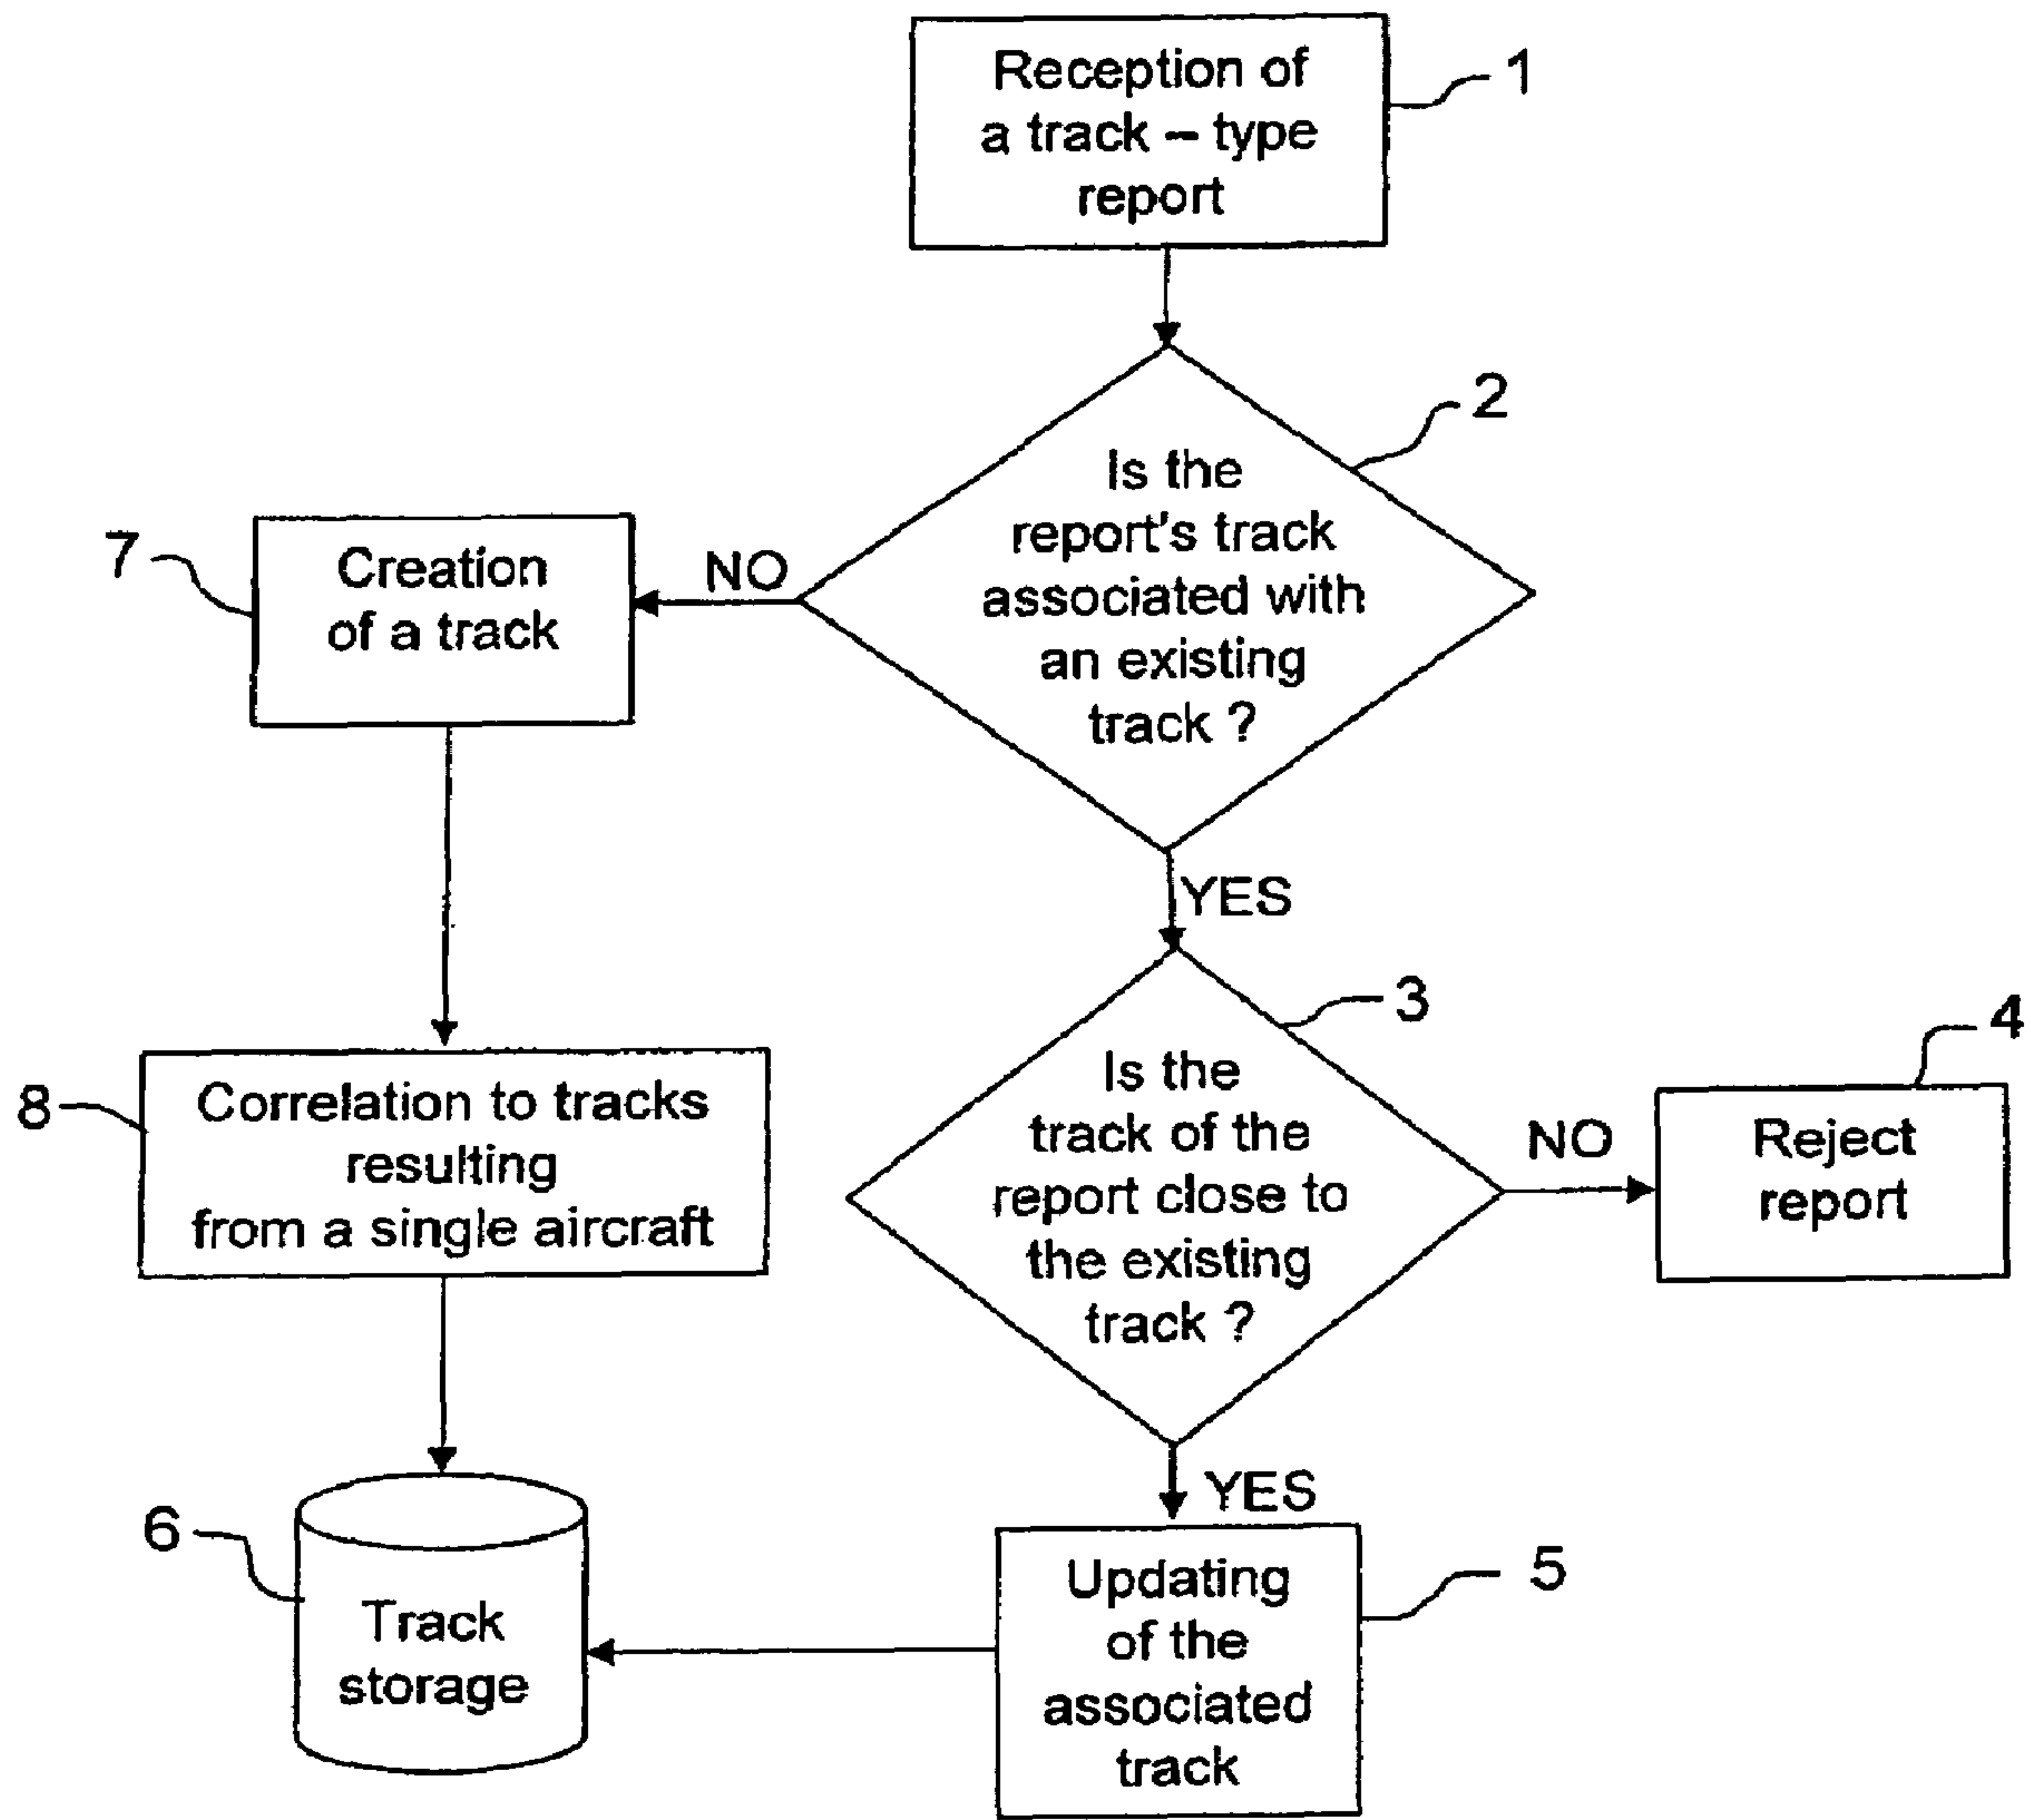 Reception of
a track – type
report
1
Is the
report's track
associated with
an existing
track ?
2
NO
Creation
of a track
7
YES
Is the
track of the
report close to
the existing
track ?
3
NO
Reject
report
4
Correlation to tracks
resulting
from a single aircraft
8
YES
Updating
of the
associated
track
5
Track
storage
6